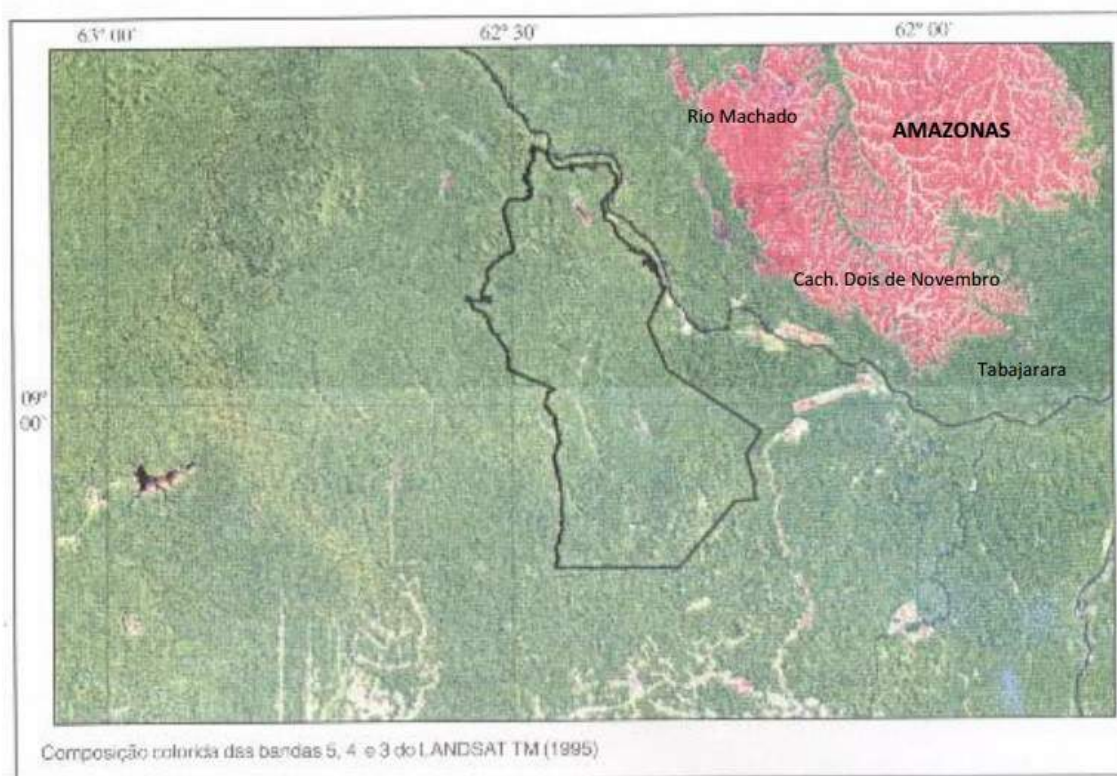 63° 00'
62° 30'
62° 00'
Rio Machado
AMAZONAS
Cach. Dois de Novembro
Tabajarara
09°
00'
Composição colorida das bandas 5, 4 e 3 do LANDSAT TM (1995)